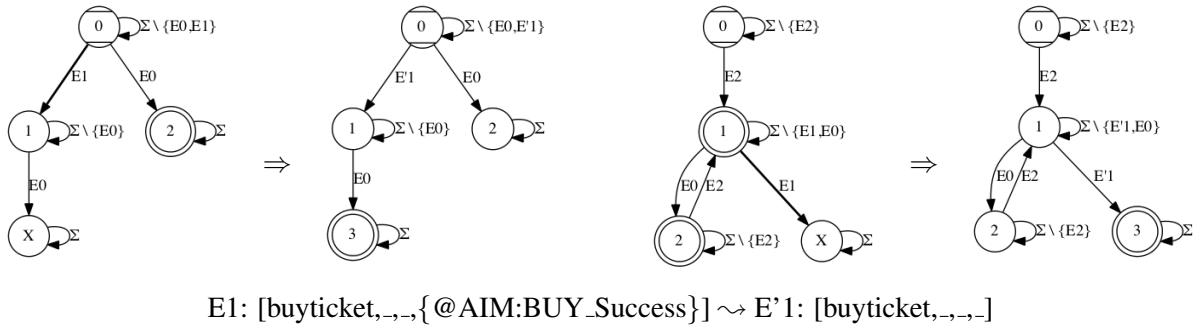 0
Σ \ {E0,E1}
E1
E0
1
Σ \ {E0}
2
Σ
E0
X
Σ
⇒
0
Σ \ {E0,E'1}
E'1
E0
1
Σ \ {E0}
2
Σ
E0
3
Σ
0
Σ \ {E2}
E2
1
Σ \ {E1,E0}
E0
E2
E1
2
Σ \ {E2}
X
Σ
⇒
0
Σ \ {E2}
E2
1
Σ \ {E'1,E0}
E0
E2
E'1
2
Σ \ {E2}
3
Σ
E1: [buyticket,_,_,{@AIM:BUY_Success}] ⤳ E'1: [buyticket,_,_,_]